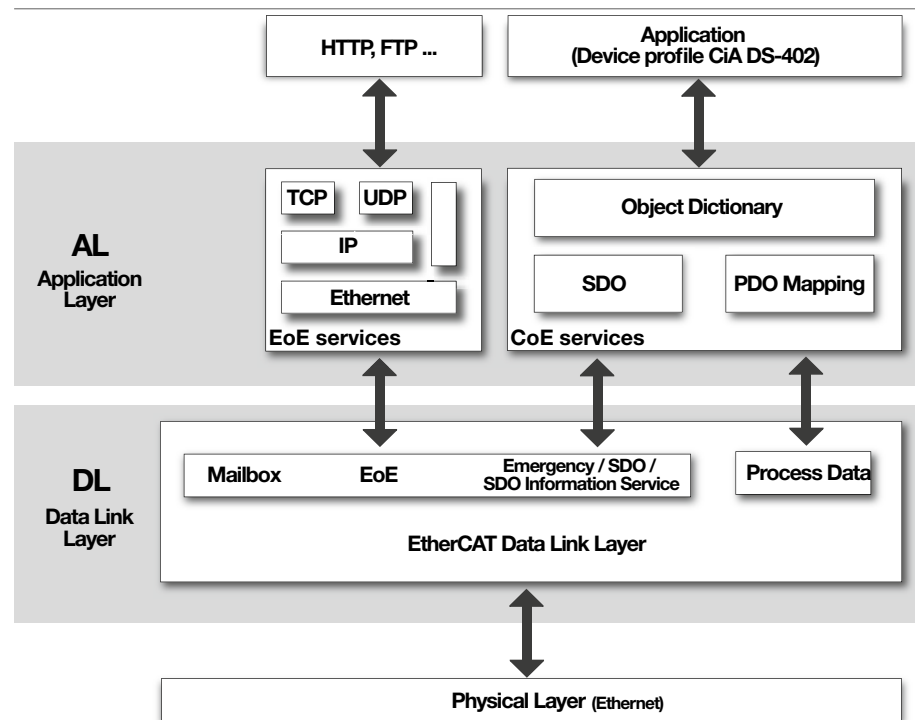 HTTP, FTP ...
Application
(Device profile CiA DS-402)
AL
Application
Layer
TCP
UDP
IP
Ethernet
EoE services
Object Dictionary
SDO
PDO Mapping
CoE services
DL
Data Link
Layer
Mailbox
EoE
Emergency / SDO /
SDO Information Service
Process Data
EtherCAT Data Link Layer
Physical Layer (Ethernet)